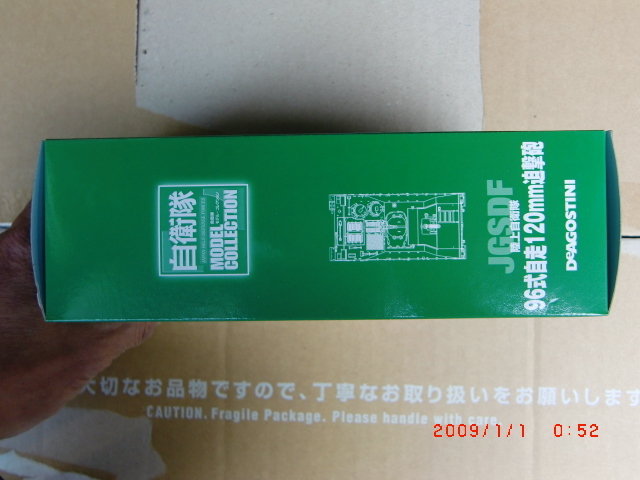 自衛隊
MODEL
COLLECTION
JGSDF
陸上自衛隊
96式自走120mm迫撃砲
DeAGOSTINI
大切なお品物ですので、丁寧なお取り扱いをお願いします
CAUTION. Fragile Package. Please handle with care
2009/1/1 0:52